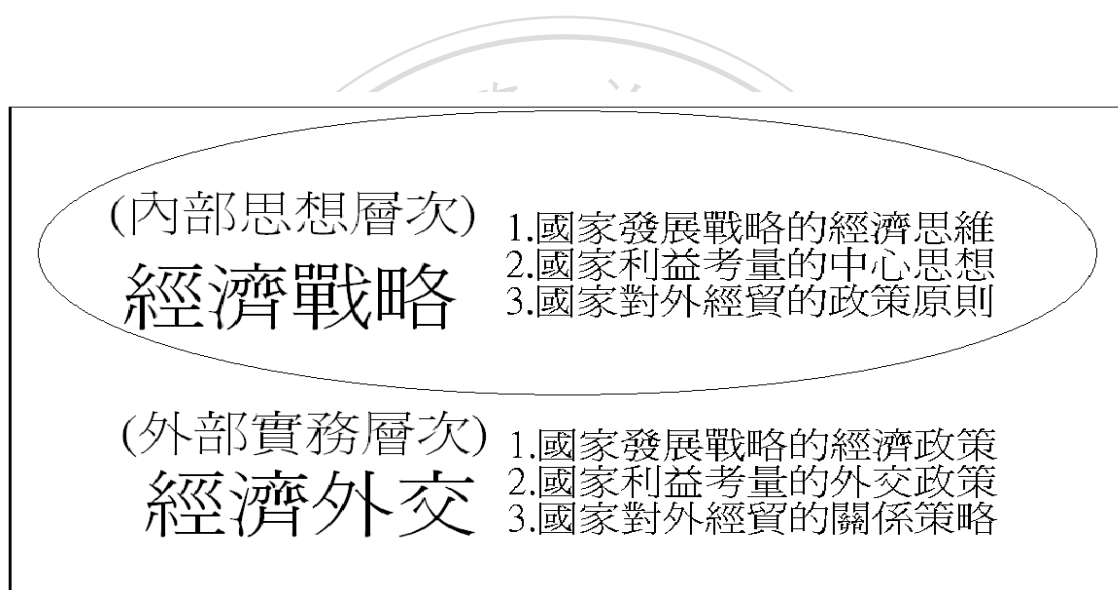 (內部思想層次)
經濟戰略
1.國家發展戰略的經濟思維
2.國家利益考量的中心思想
3.國家對外經貿的政策原則
(外部實務層次)
經濟外交
1.國家發展戰略的經濟政策
2.國家利益考量的外交政策
3.國家對外經貿的關係策略